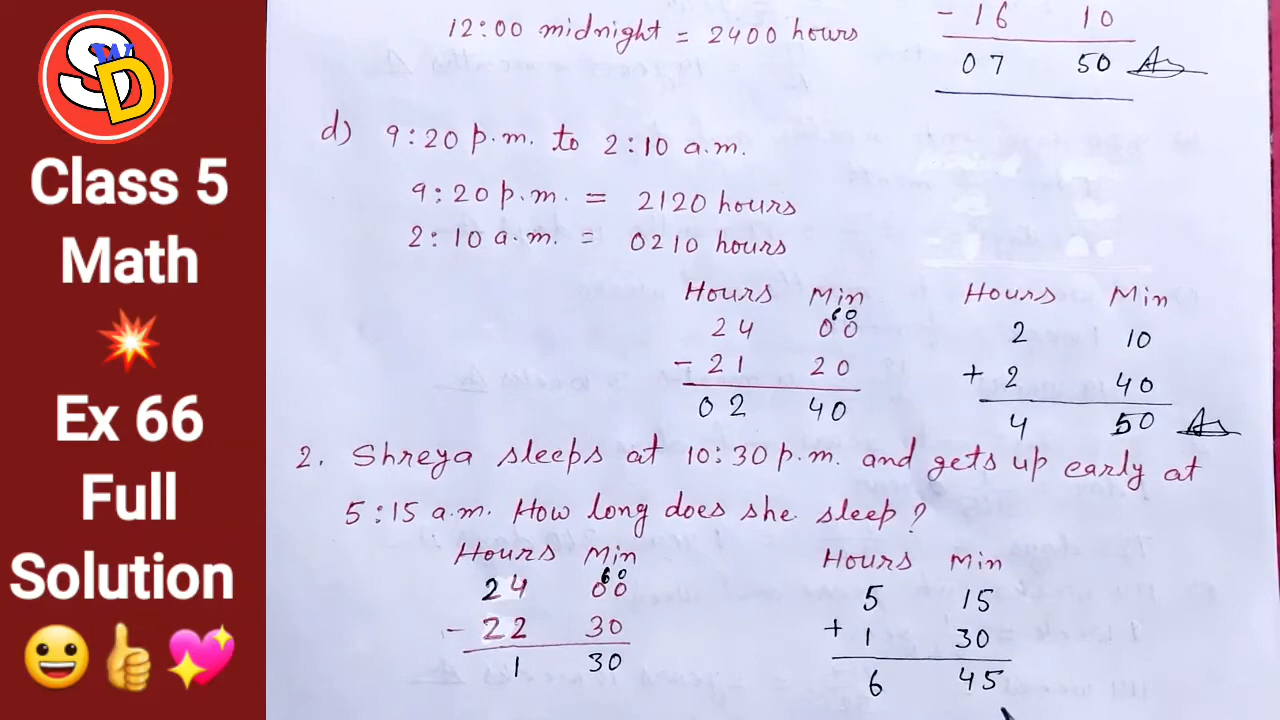 SWD
Class 5
Math
Ex 66
Full
Solution
12:00 midnight = 2400 hours
- 16 10
07 50 Ans
d) 9:20 p.m. to 2:10 a.m.
9:20 p.m. = 2120 hours
2:10 a.m. = 0210 hours
Hours Min
60
24 00
- 21 20
02 40
Hours Min
2 10
+ 2 40
4 50 Ans
2. Shreya sleeps at 10:30 p.m. and gets up early at
5:15 a.m. How long does she sleep?
Hours Min
60
24 00
- 22 30
1 30
Hours Min
5 15
+ 1 30
6 45